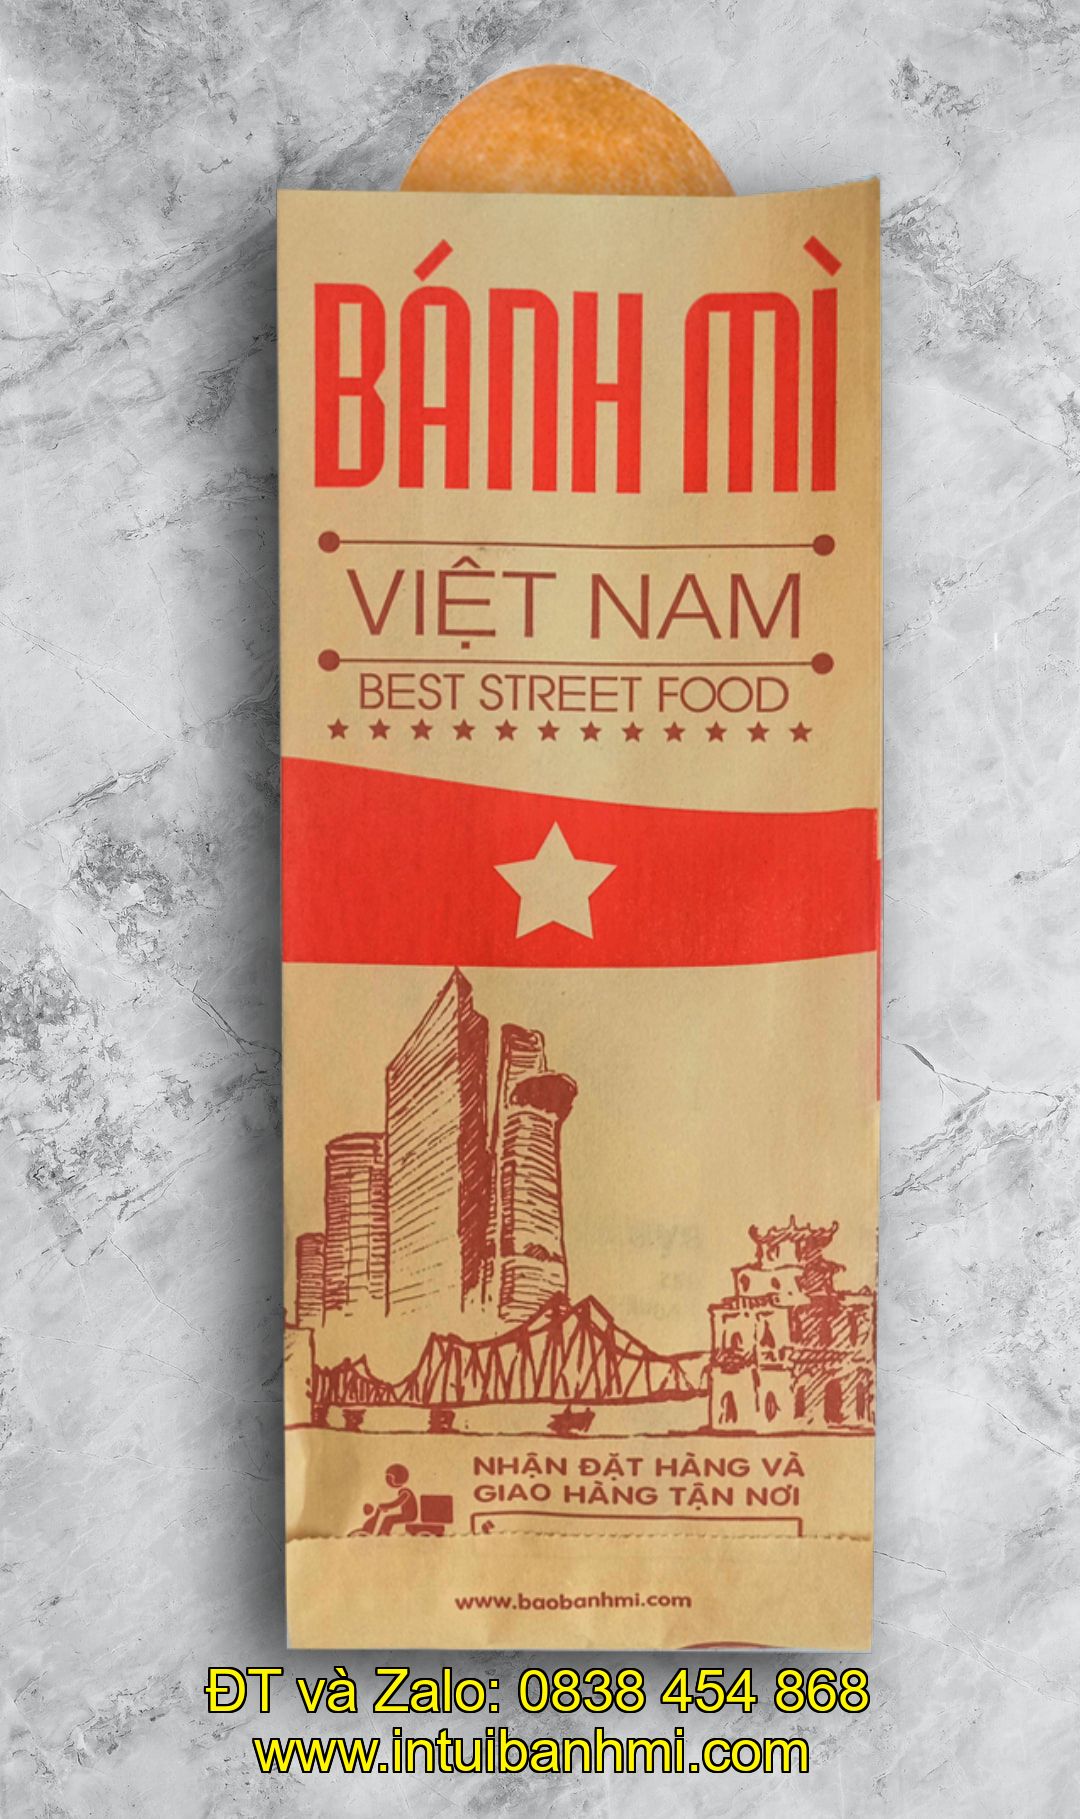 BÁNH MÌ
VIỆT NAM
BEST STREET FOOD
NHẬN ĐẶT HÀNG VÀ
GIAO HÀNG TẬN NƠI
www.baobanhmi.com
ĐT và Zalo: 0838 454 868
www.intuibanhmi.com